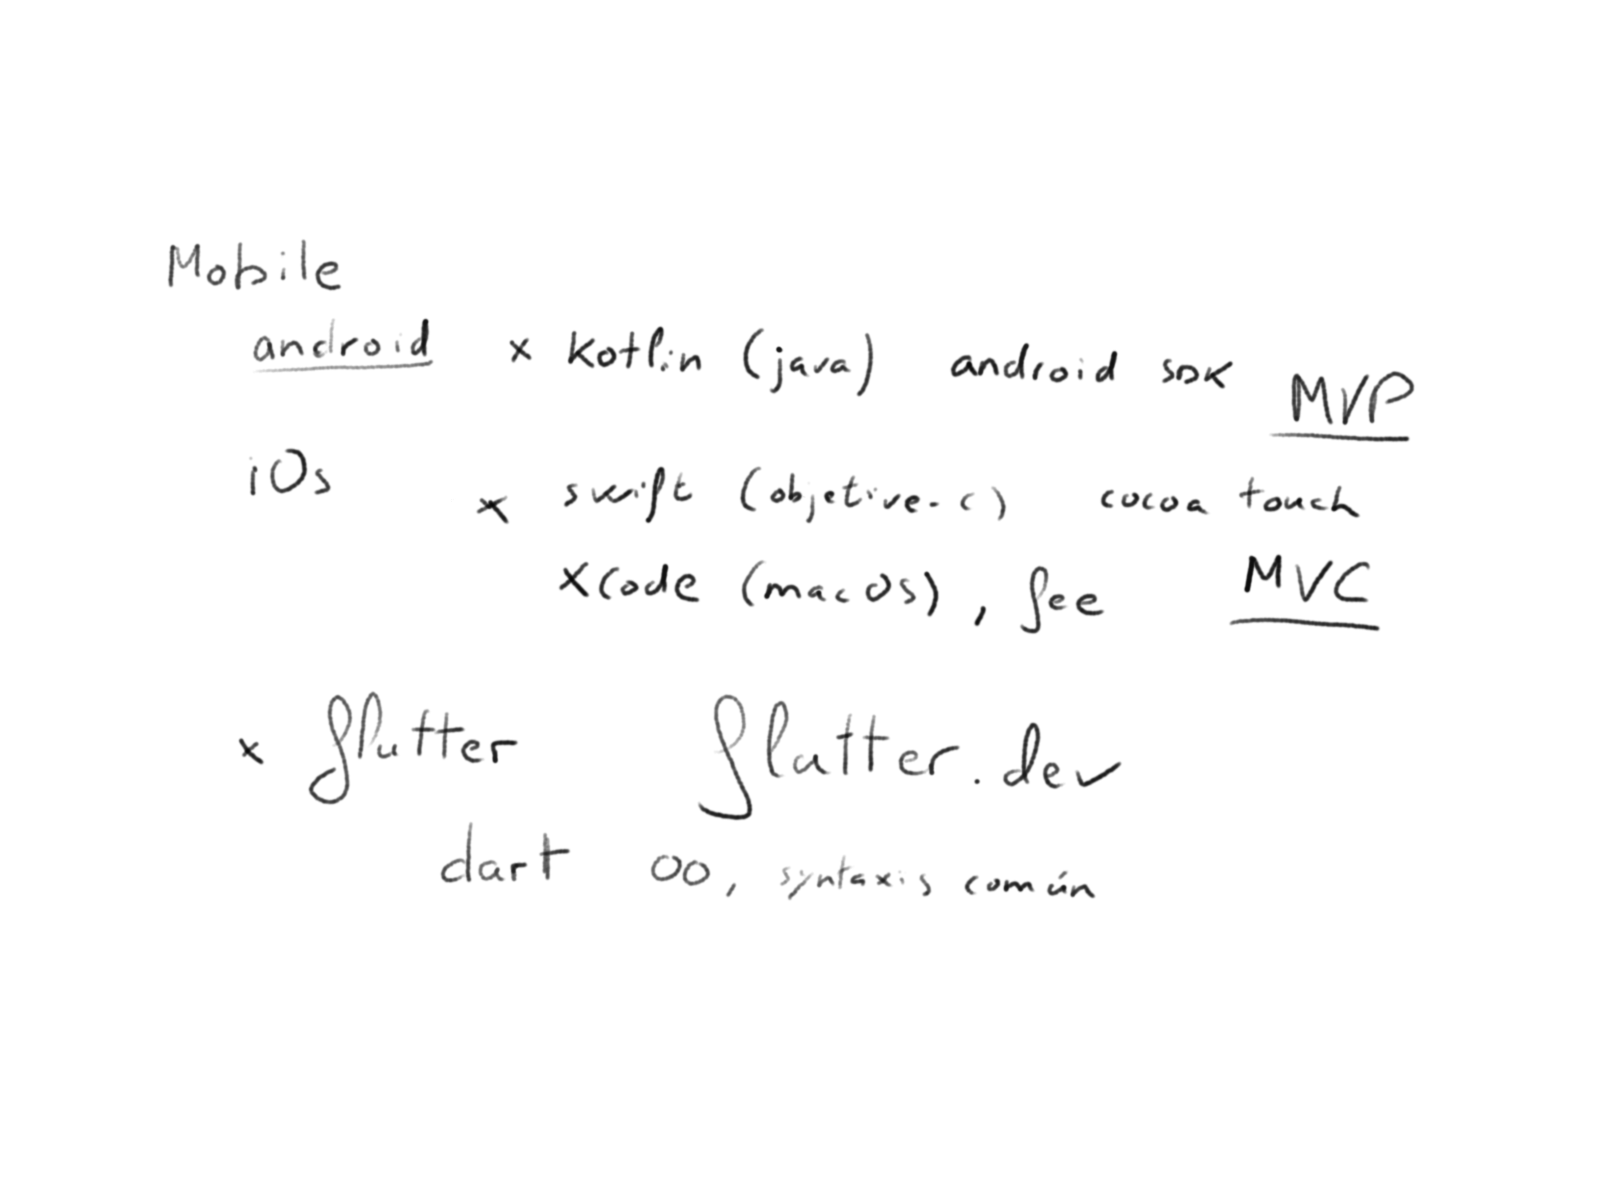 Mobile
android x kotlin (java) android SDK MVP
iOs
x swift (objetive-c) cocoa touch
xcode (macOS), fee MVC
x flutter flutter.dev
dart OO, syntaxis común